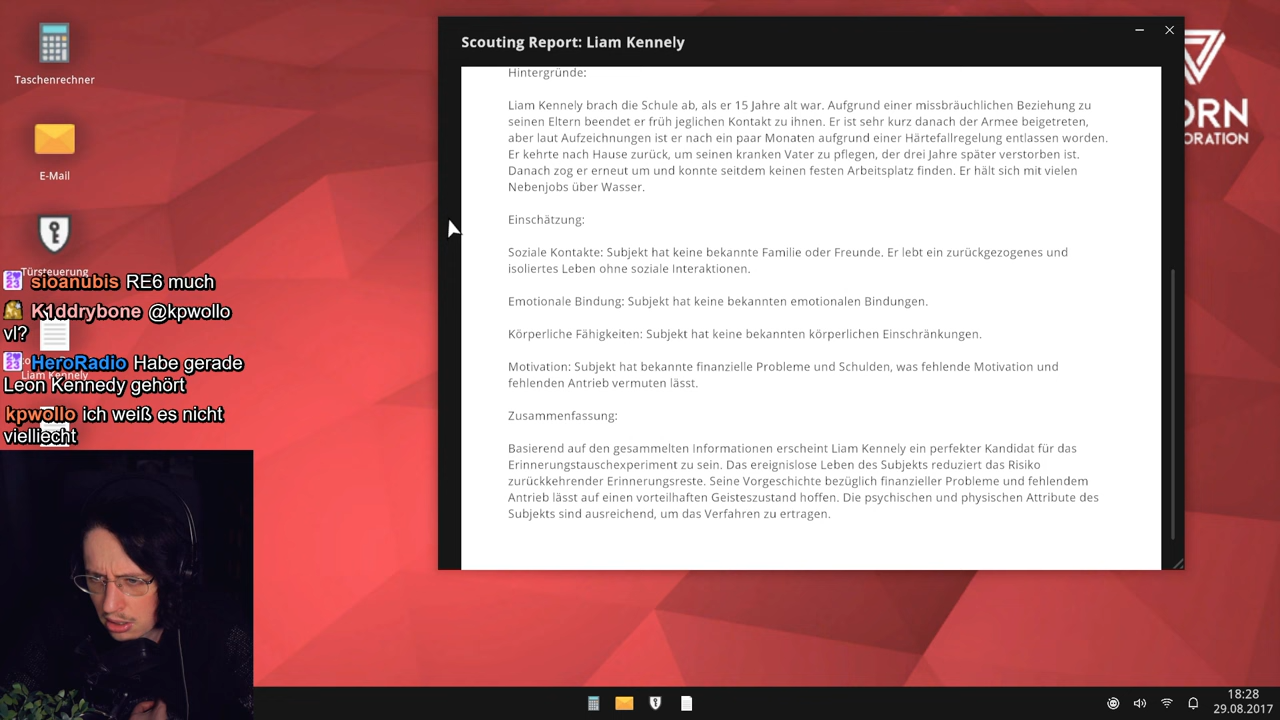 Taschenrechner
E-Mail
Türsteuerung
Liam Kennely
sioanubis RE6 much
K1ddrybone @kpwollo
vl?
HeroRadio Habe gerade
Leon Kennedy gehört
kpwollo ich weiß es nicht
vielliecht
Scouting Report: Liam Kennely
Hintergründe:
Liam Kennely brach die Schule ab, als er 15 Jahre alt war. Aufgrund einer missbräuchlichen Beziehung zu
seinen Eltern beendet er früh jeglichen Kontakt zu ihnen. Er ist sehr kurz danach der Armee beigetreten,
aber laut Aufzeichnungen ist er nach ein paar Monaten aufgrund einer Härtefallregelung entlassen worden.
Er kehrte nach Hause zurück, um seinen kranken Vater zu pflegen, der drei Jahre später verstorben ist.
Danach zog er erneut um und konnte seitdem keinen festen Arbeitsplatz finden. Er hält sich mit vielen
Nebenjobs über Wasser.
Einschätzung:
Soziale Kontakte: Subjekt hat keine bekannte Familie oder Freunde. Er lebt ein zurückgezogenes und
isoliertes Leben ohne soziale Interaktionen.
Emotionale Bindung: Subjekt hat keine bekannten emotionalen Bindungen.
Körperliche Fähigkeiten: Subjekt hat keine bekannten körperlichen Einschränkungen.
Motivation: Subjekt hat bekannte finanzielle Probleme und Schulden, was fehlende Motivation und
fehlenden Antrieb vermuten lässt.
Zusammenfassung:
Basierend auf den gesammelten Informationen erscheint Liam Kennely ein perfekter Kandidat für das
Erinnerungstauschexperiment zu sein. Das ereignislose Leben des Subjekts reduziert das Risiko
zurückkehrender Erinnerungsreste. Seine Vorgeschichte bezüglich finanzieller Probleme und fehlendem
Antrieb lässt auf einen vorteilhaften Geisteszustand hoffen. Die psychischen und physischen Attribute des
Subjekts sind ausreichend, um das Verfahren zu ertragen.
ORN
ORATION
18:28
29.08.2017